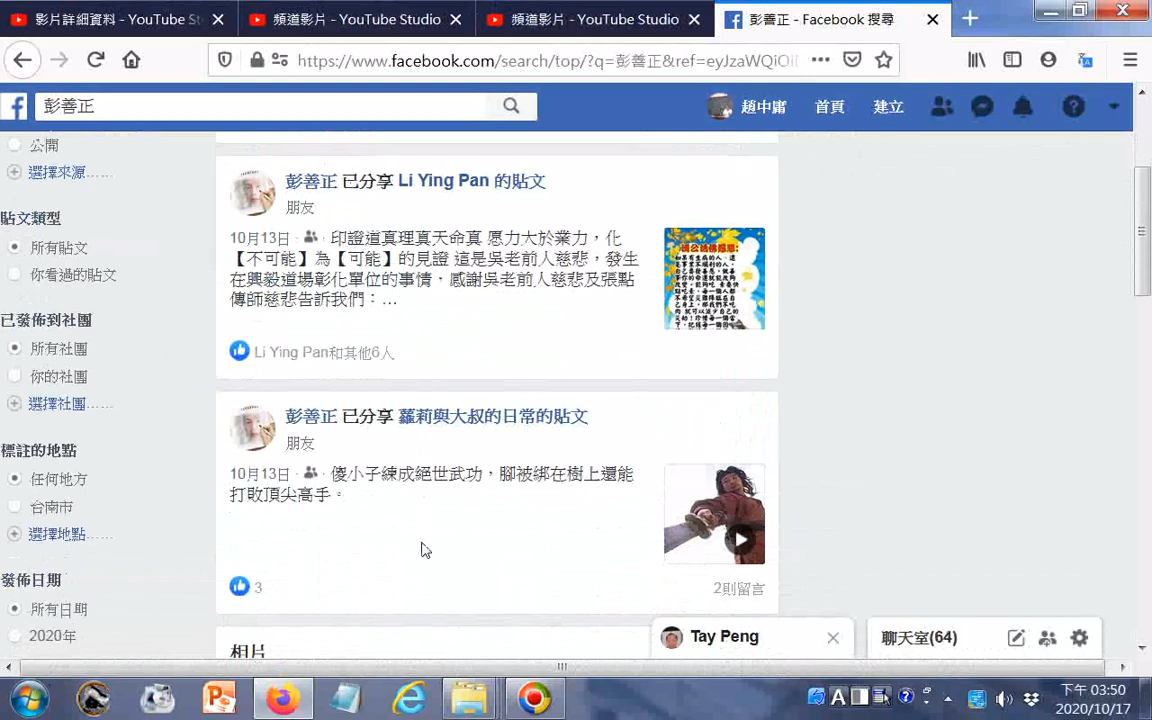 影片詳細資料 - YouTube St
頻道影片 - YouTube Studio
頻道影片 - YouTube Studio
彭善正 - Facebook 搜尋
https://www.facebook.com/search/top/?q=彭善正&ref=eyJzaWQiOiI
彭善正
趙中庸
首頁
建立
公開
選擇來源......
貼文類型
所有貼文
你看過的貼文
已發佈到社團
所有社團
你的社團
選擇社團......
標註的地點
任何地方
台南市
選擇地點......
發佈日期
所有日期
2020年
彭善正 已分享 Li Ying Pan 的貼文
朋友
10月13日 · 印證道真理真天命真 愿力大於業力，化
【不可能】為【可能】的見證 這是吳老前人慈悲，發生
在興毅道場彰化單位的事情，感謝吳老前人慈悲及張點
傳師慈悲告訴我們：...
Li Ying Pan和其他6人
彭善正 已分享 蘿莉與大叔的日常的貼文
朋友
10月13日 · 傻小子練成絕世武功，腳被綁在樹上還能
打敗頂尖高手。
3
2則留言
相片
Tay Peng
聊天室(64)
下午 03:50
2020/10/17